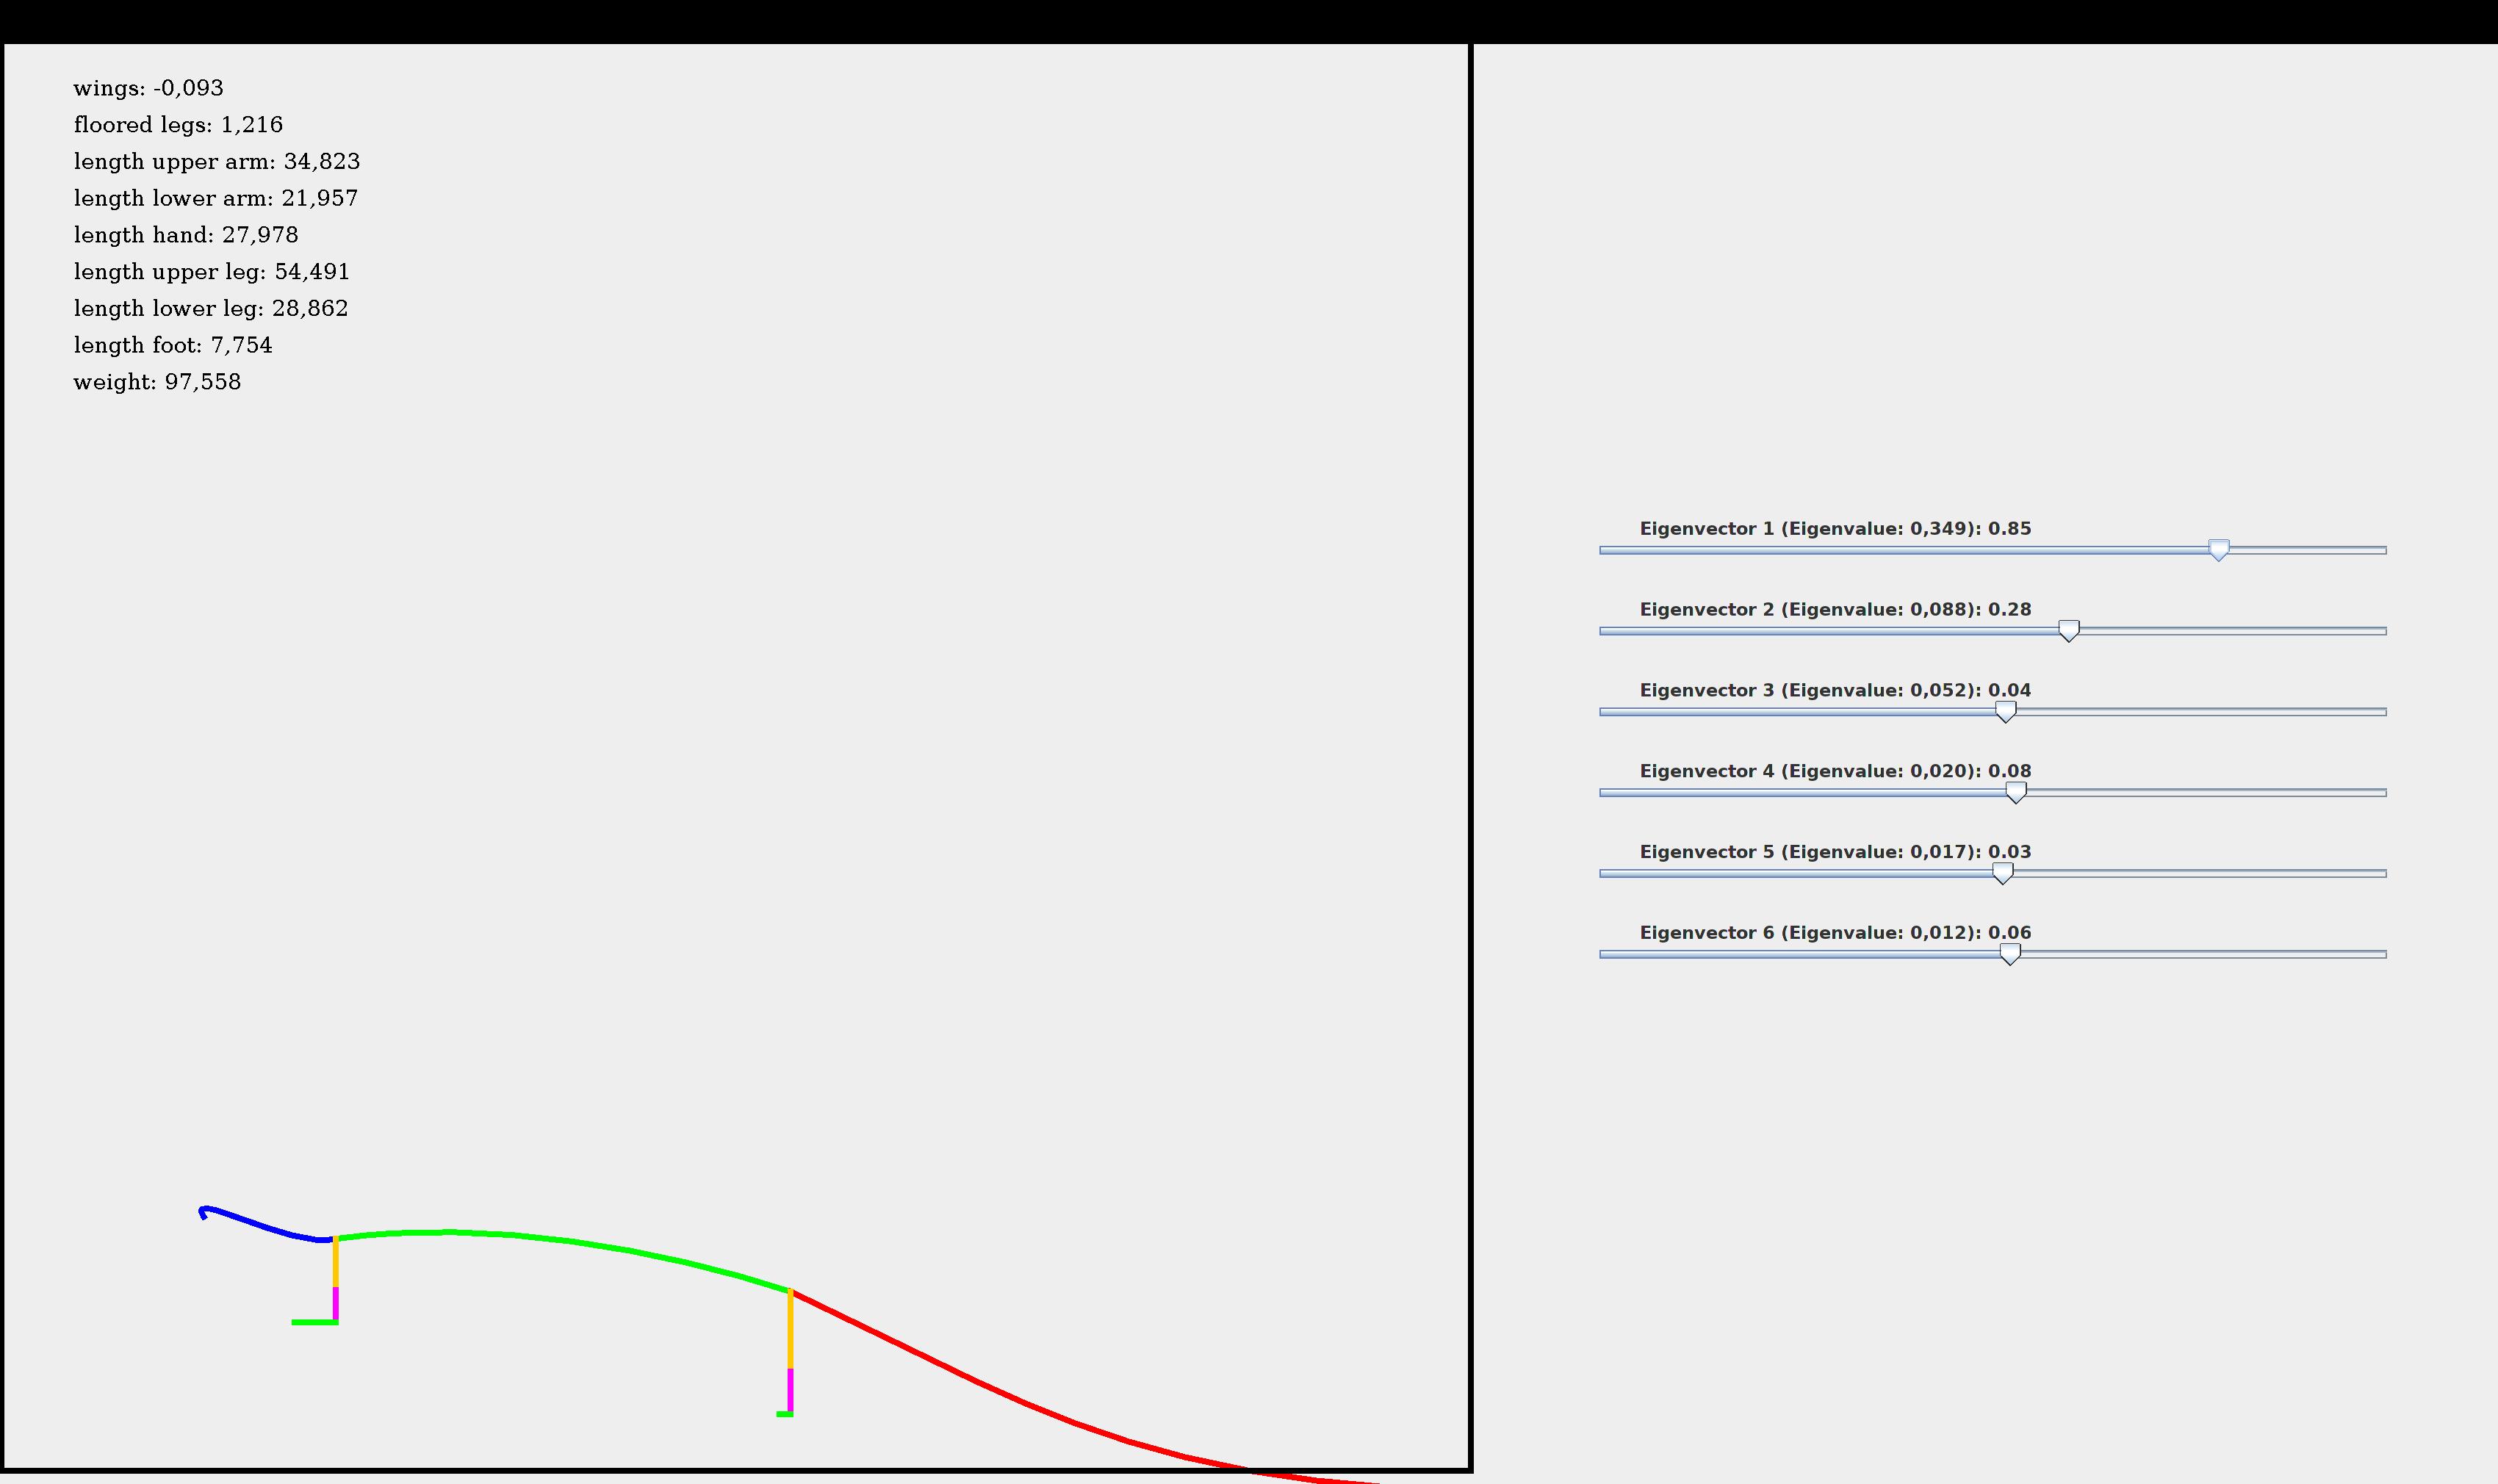 wings: -0,093
floored legs: 1,216
length upper arm: 34,823
length lower arm: 21,957
length hand: 27,978
length upper leg: 54,491
length lower leg: 28,862
length foot: 7,754
weight: 97,558
Eigenvector 1 (Eigenvalue: 0,349): 0.85
Eigenvector 2 (Eigenvalue: 0,088): 0.28
Eigenvector 3 (Eigenvalue: 0,052): 0.04
Eigenvector 4 (Eigenvalue: 0,020): 0.08
Eigenvector 5 (Eigenvalue: 0,017): 0.03
Eigenvector 6 (Eigenvalue: 0,012): 0.06